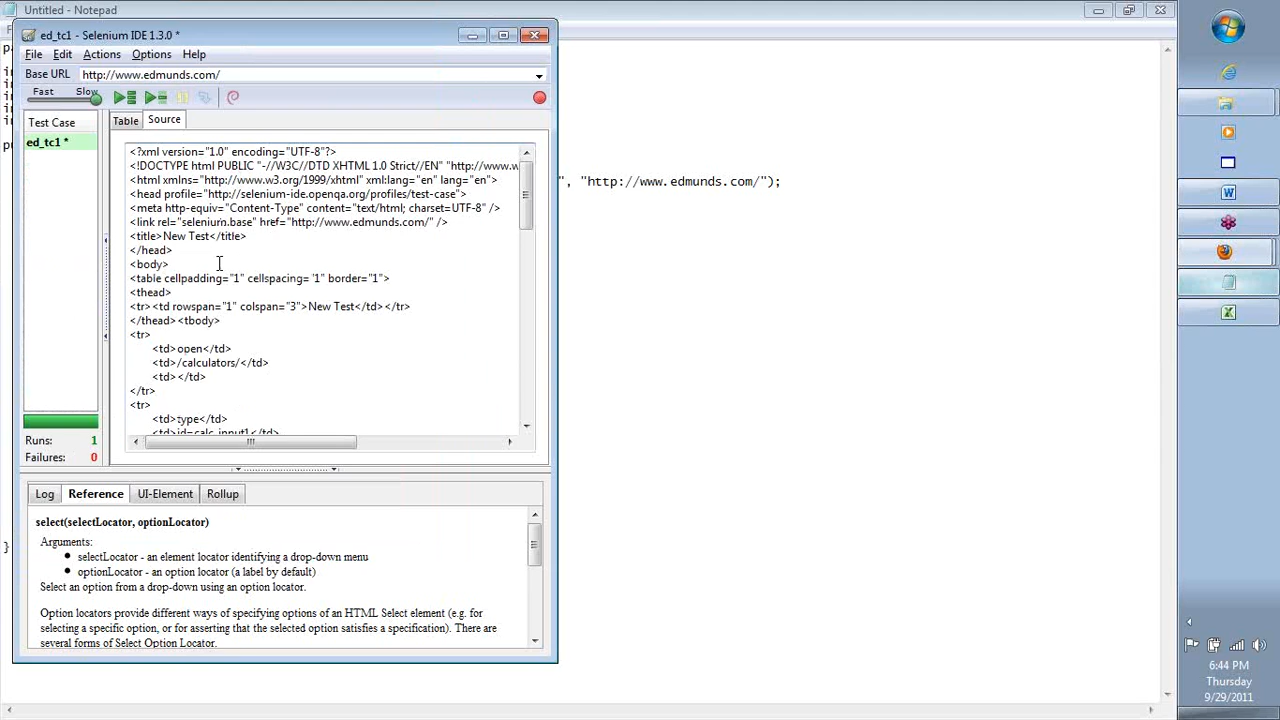 Untitled - Notepad
ed_tc1 - Selenium IDE 1.3.0 *
File Edit Actions Options Help
Base URL http://www.edmunds.com/
Fast Slow
Test Case
Table Source
ed_tc1 *
<?xml version="1.0" encoding="UTF-8"?>
<!DOCTYPE html PUBLIC "-//W3C//DTD XHTML 1.0 Strict//EN" "http://www.w
<html xmlns="http://www.w3.org/1999/xhtml" xml:lang="en" lang="en">
", "http://www.edmunds.com/");
<head profile="http://selenium-ide.openqa.org/profiles/test-case">
<meta http-equiv="Content-Type" content="text/html; charset=UTF-8" />
<link rel="selenium.base" href="http://www.edmunds.com/" />
<title>New Test</title>
</head>
<body>
<table cellpadding="1" cellspacing="1" border="1">
<thead>
<tr><td rowspan="1" colspan="3">New Test</td></tr>
</thead><tbody>
<tr>
<td>open</td>
<td>/calculators/</td>
<td></td>
</tr>
<tr>
<td>type</td>
<td>id=calc_input1</td>
Runs: 1
Failures: 0
Log Reference UI-Element Rollup
select(selectLocator, optionLocator)
Arguments:
selectLocator - an element locator identifying a drop-down menu
optionLocator - an option locator (a label by default)
Select an option from a drop-down using an option locator.
}
Option locators provide different ways of specifying options of an HTML Select element (e.g. for
selecting a specific option, or for asserting that the selected option satisfies a specification). There are
several forms of Select Option Locator.
6:44 PM
Thursday
9/29/2011